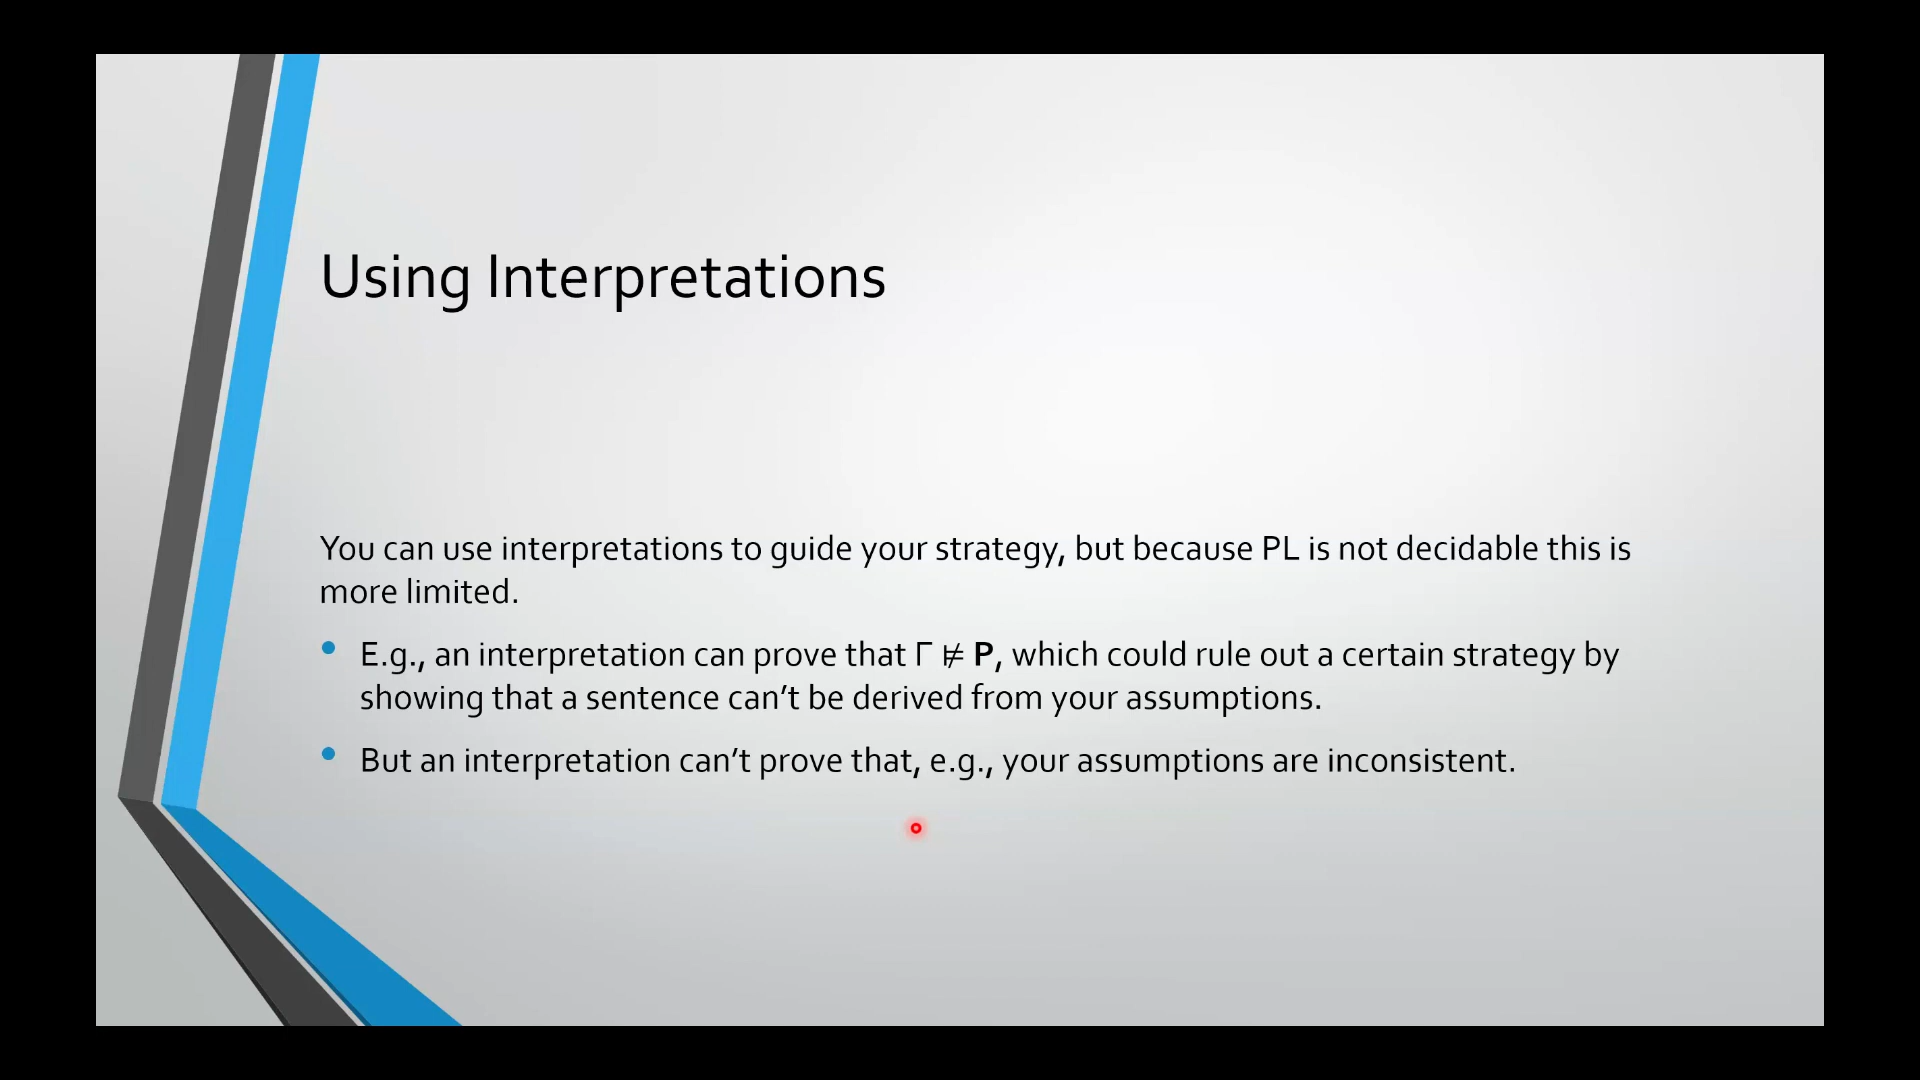 Using Interpretations
You can use interpretations to guide your strategy, but because PL is not decidable this is
more limited.
• E.g., an interpretation can prove that Γ ⊭ P, which could rule out a certain strategy by
showing that a sentence can’t be derived from your assumptions.
• But an interpretation can’t prove that, e.g., your assumptions are inconsistent.